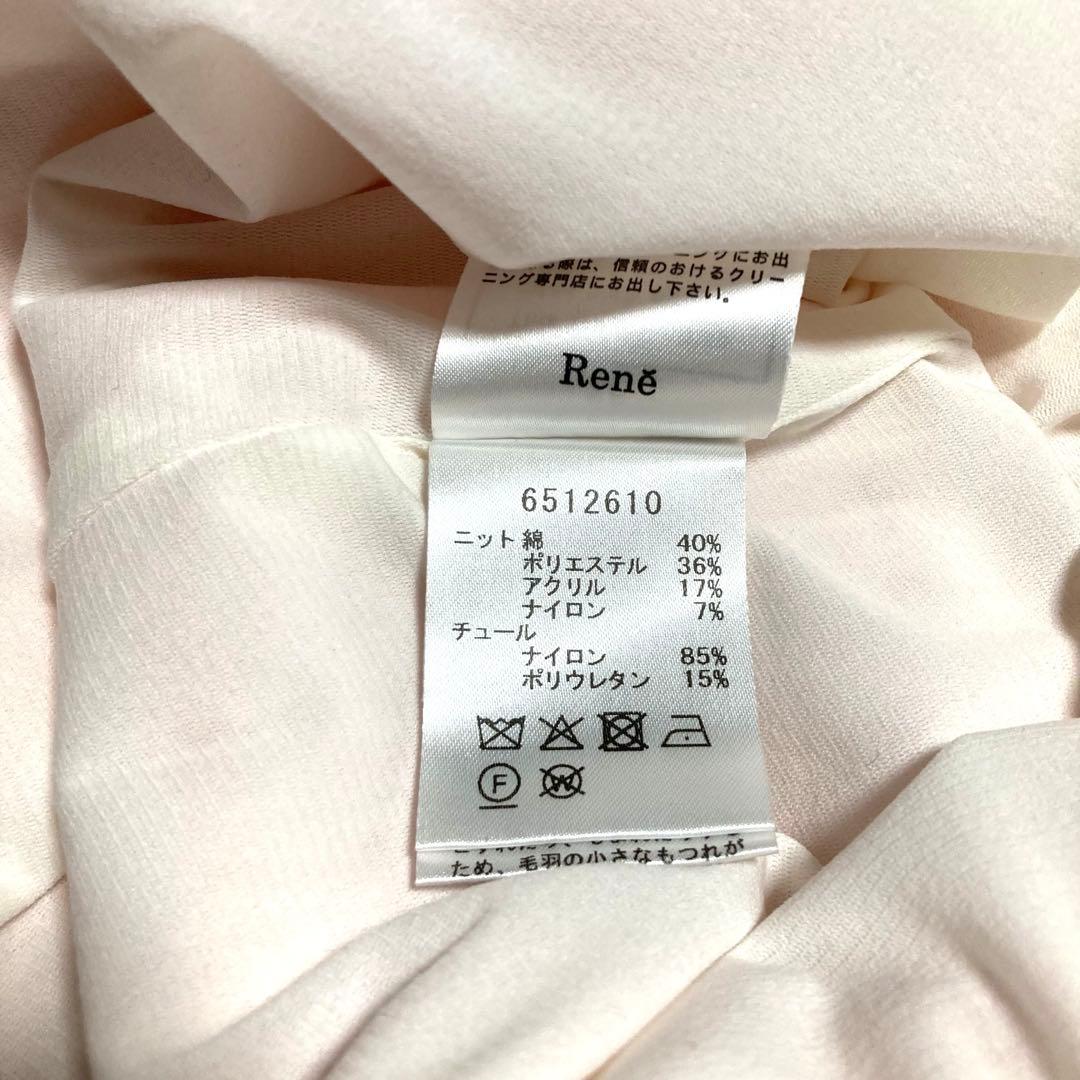 ニングにお出
る際は、信頼のおけるクリー
ニング専門店にお出し下さい。
Renĕ
6512610
ニット 綿 40%
ポリエステル 36%
アクリル 17%
ナイロン 7%
チュール
ナイロン 85%
ポリウレタン 15%
F
W
ため、毛羽の小さなもつれが